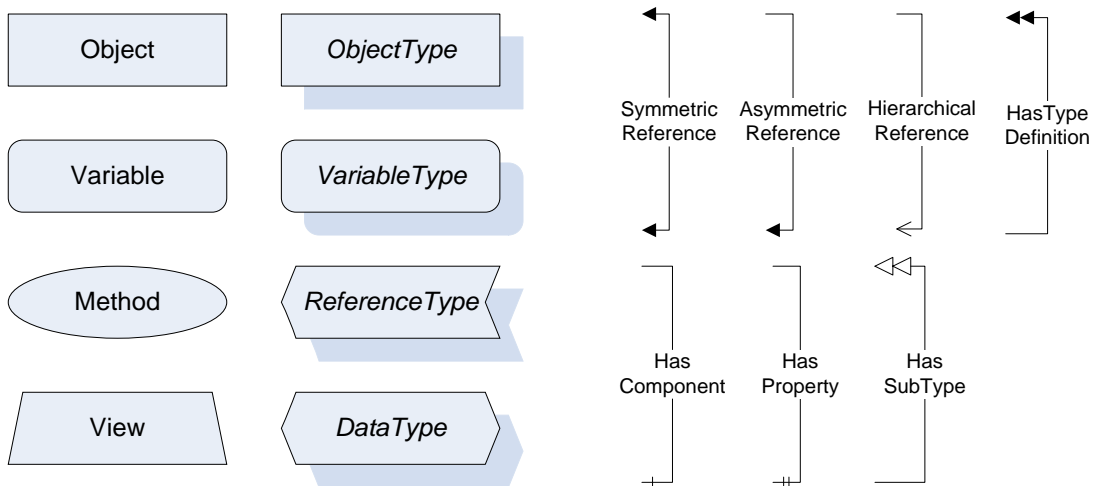 Object
ObjectType
Variable
VariableType
Method
ReferenceType
View
DataType
Symmetric
Reference
Asymmetric
Reference
Hierarchical
Reference
HasType
Definition
Has
Component
Has
Property
Has
SubType